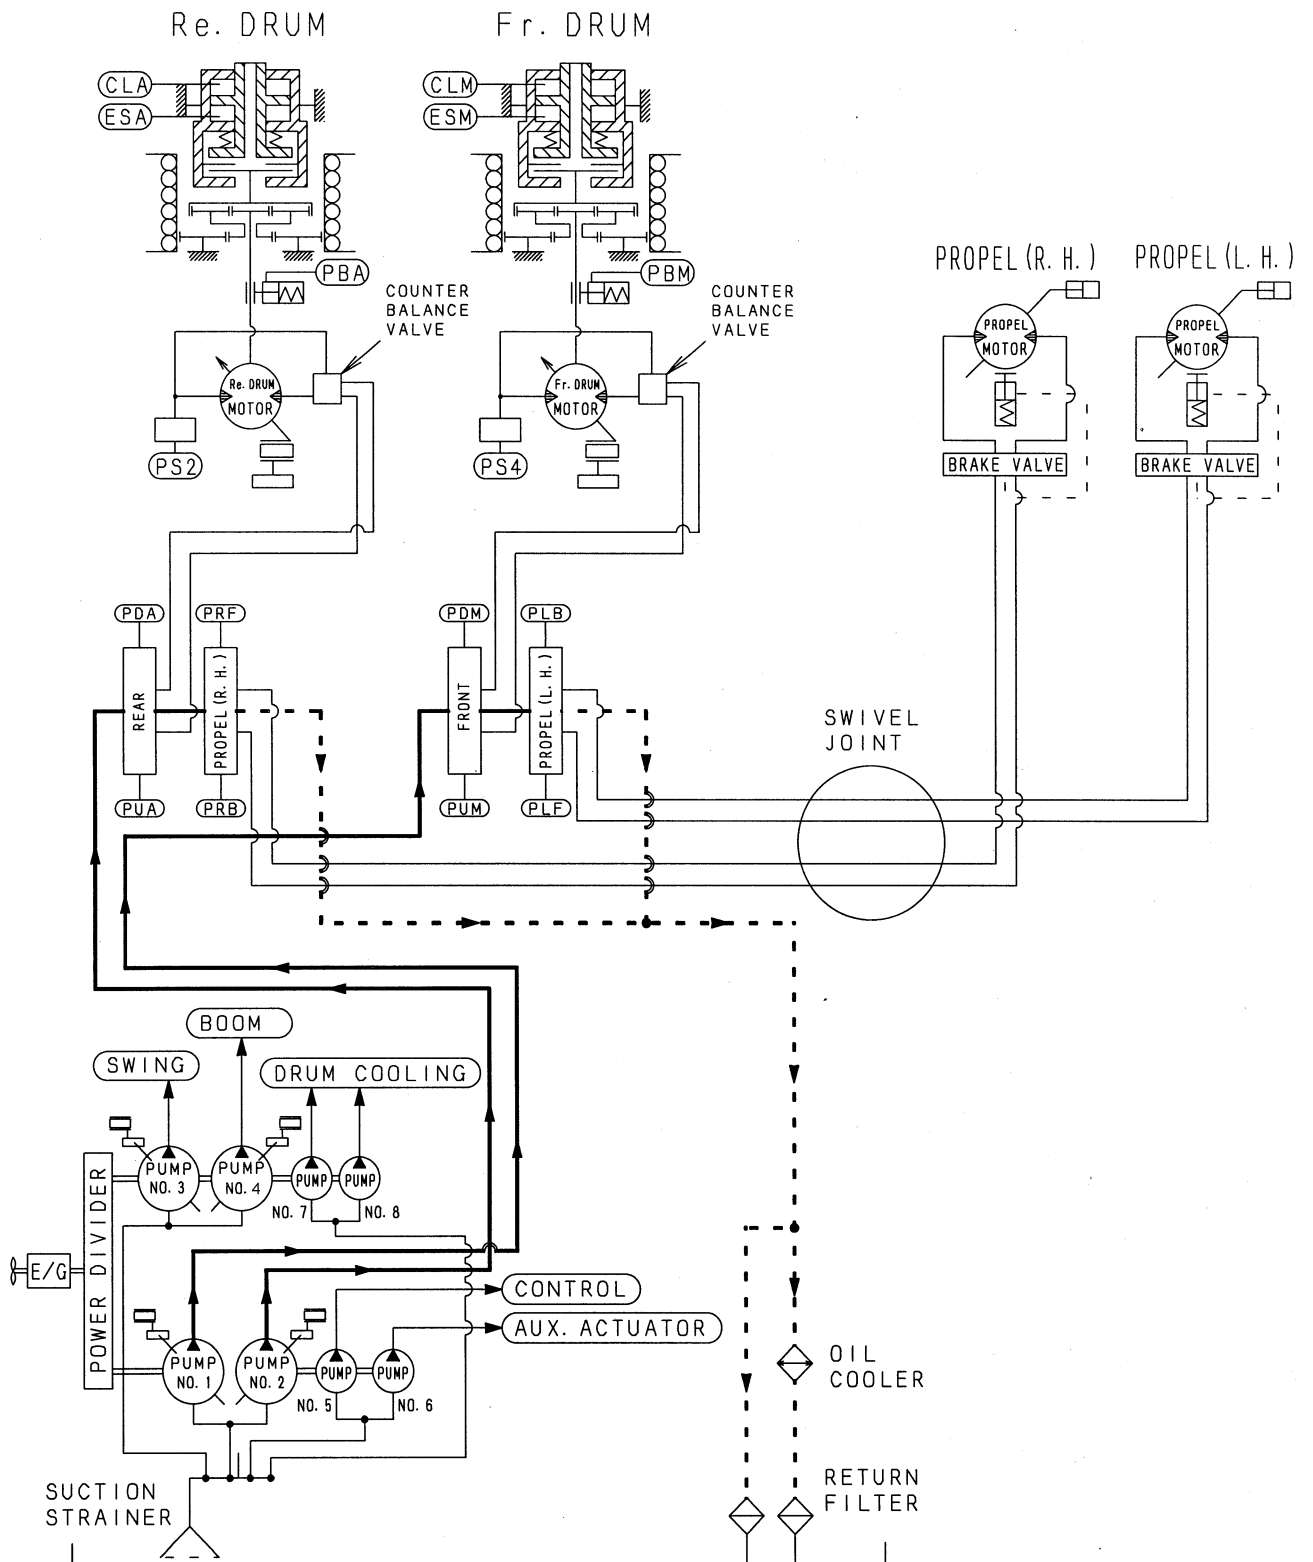 Re. DRUM
Fr. DRUM
CLA
CLM
ESA
ESM
PROPEL (R. H.)
PROPEL (L. H.)
PBA
PBM
COUNTER
BALANCE
VALVE
COUNTER
BALANCE
VALVE
PROPEL
MOTOR
PROPEL
MOTOR
Re. DRUM
MOTOR
Fr. DRUM
MOTOR
PS2
PS4
BRAKE VALVE
BRAKE VALVE
PDA
PRF
PDM
PLB
REAR
PROPEL (R. H.)
FRONT
PROPEL (L. H.)
SWIVEL
JOINT
PUA
PRB
PUM
PLF
BOOM
SWING
DRUM COOLING
PUMP
NO. 3
PUMP
NO. 4
PUMP
PUMP
NO. 7
NO. 8
POWER DIVIDER
E/G
CONTROL
AUX. ACTUATOR
PUMP
NO. 1
PUMP
NO. 2
PUMP
PUMP
NO. 5
NO. 6
OIL
COOLER
SUCTION
STRAINER
RETURN
FILTER